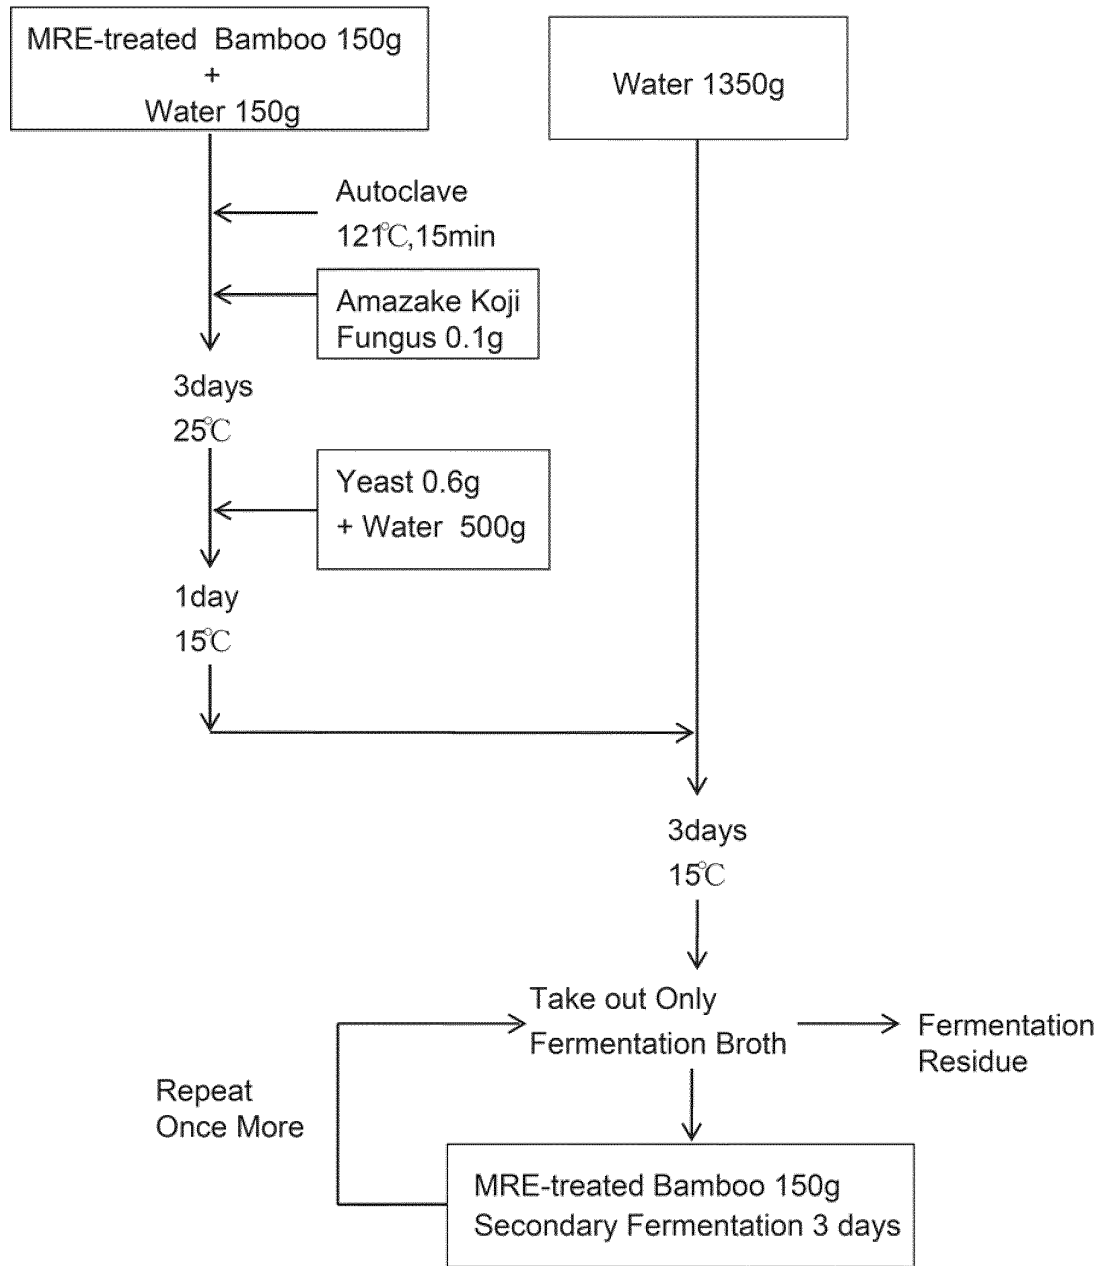 MRE-treated Bamboo 150g
+
Water 150g
Water 1350g
Autoclave
121℃,15min
Amazake Koji
Fungus 0.1g
3days
25℃
Yeast 0.6g
+ Water 500g
1day
15℃
3days
15℃
Take out Only
Fermentation Broth
Fermentation
Residue
Repeat
Once More
MRE-treated Bamboo 150g
Secondary Fermentation 3 days